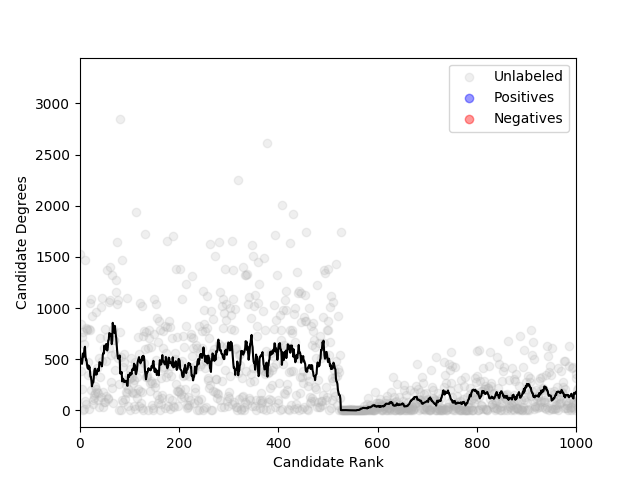 Unlabeled
Positives
Negatives
3000
2500
2000
1500
1000
500
0
Candidate Degrees
0 200 400 600 800 1000
Candidate Rank